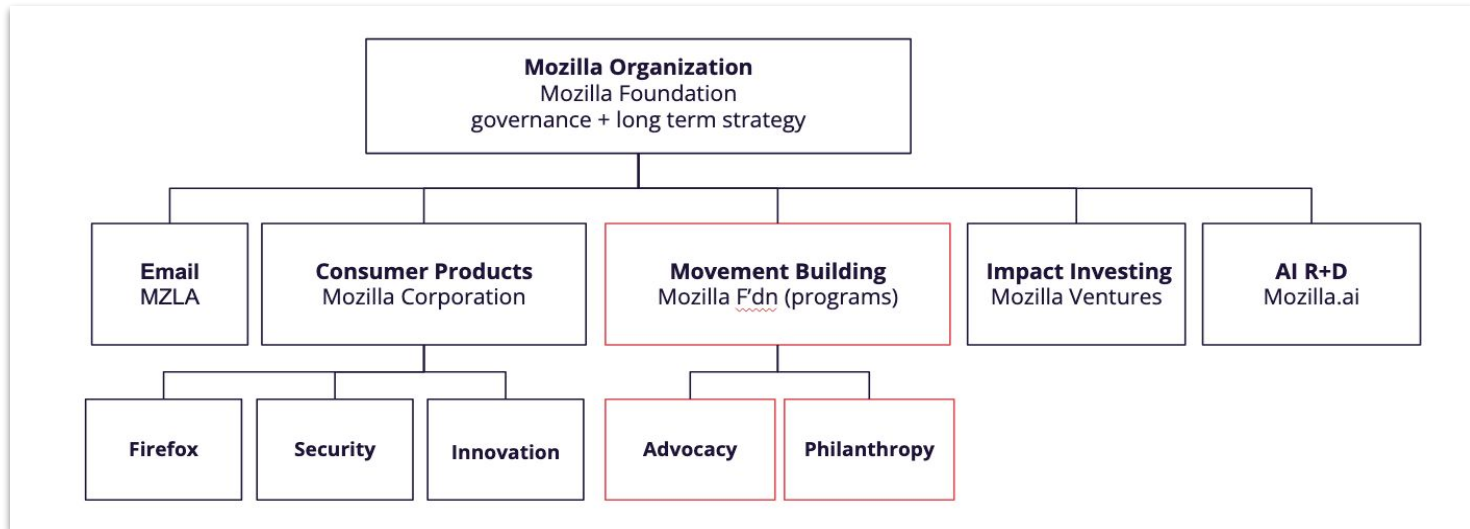 Mozilla Organization
Mozilla Foundation
governance + long term strategy
Email
MZLA
Consumer Products
Mozilla Corporation
Movement Building
Mozilla F'dn (programs)
Impact Investing
Mozilla Ventures
AI R+D
Mozilla.ai
Firefox
Security
Innovation
Advocacy
Philanthropy